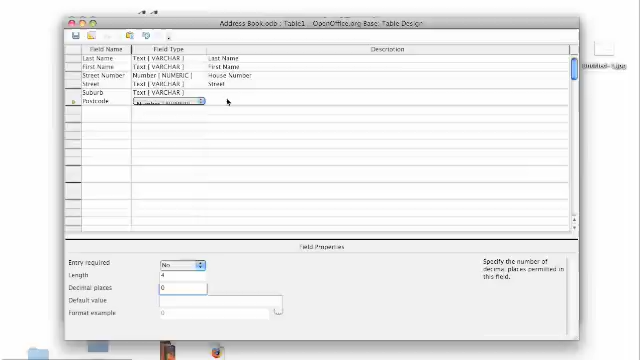 Address Book.odb : Table1 - OpenOffice.org Base: Table Design
Field Name Field Type Description
Last Name Text [ VARCHAR ] Last Name
First Name Text [ VARCHAR ] First Name
Street Number Number [ NUMERIC ] House Number
Street Text [ VARCHAR ] Street
Suburb Text [ VARCHAR ]
Postcode Number [ NUMERIC ]
Field Properties
Entry required No
Length 4
Decimal places 0
Default value
Format example 0
Specify the number of
decimal places permitted in
this field.